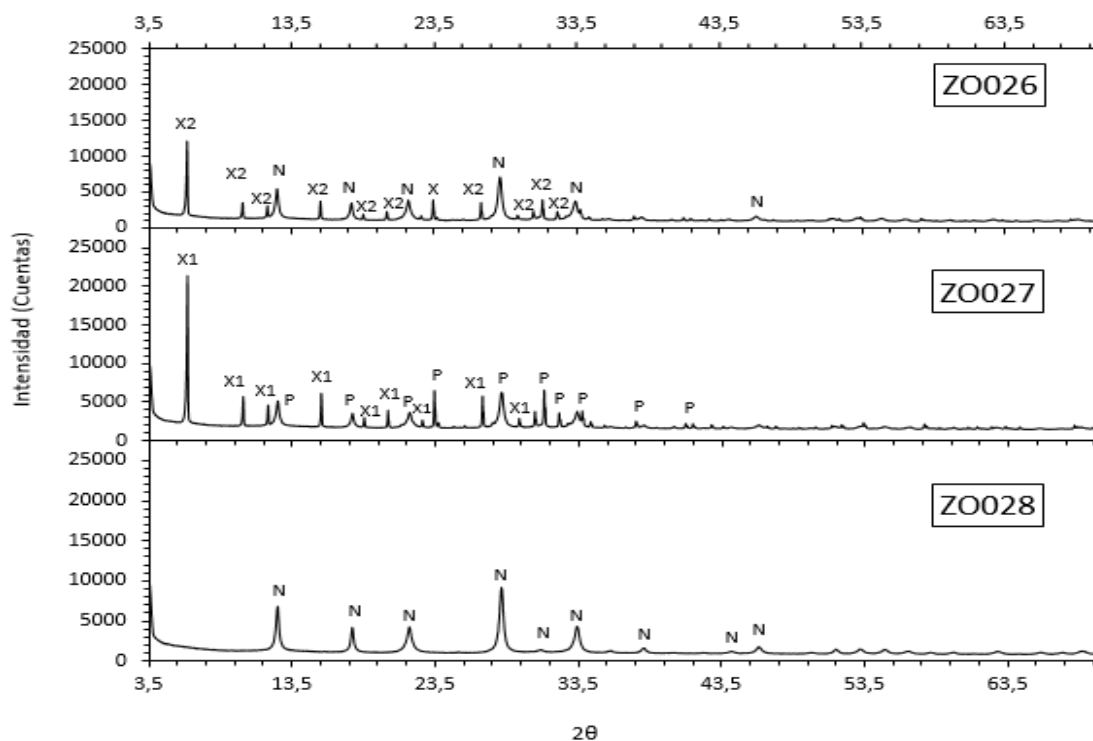 3,5 13,5 23,5 33,5 43,5 53,5 63,5
Intensidad (Cuentas)
25000
20000
15000
10000
5000
0
ZO026
X2 X2 X2 N X2 N X2 X2 N X X2 N X2 X2 X2 N N
25000
20000
15000
10000
5000
0
ZO027
X1 X1 X1 P X1 P X1 X1 P X1 P X1 P X1 P P P P P
25000
20000
15000
10000
5000
0
ZO028
N N N N N N N N N
3,5 13,5 23,5 33,5 43,5 53,5 63,5
2θ